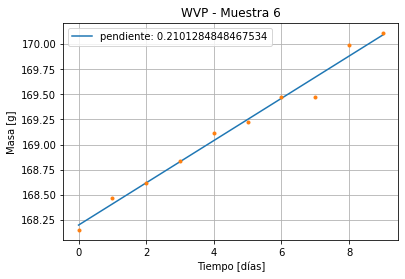 WVP - Muestra 6
pendiente: 0.2101284848467534
Masa [g]
170.00
169.75
169.50
169.25
169.00
168.75
168.50
168.25
0 2 4 6 8
Tiempo [días]